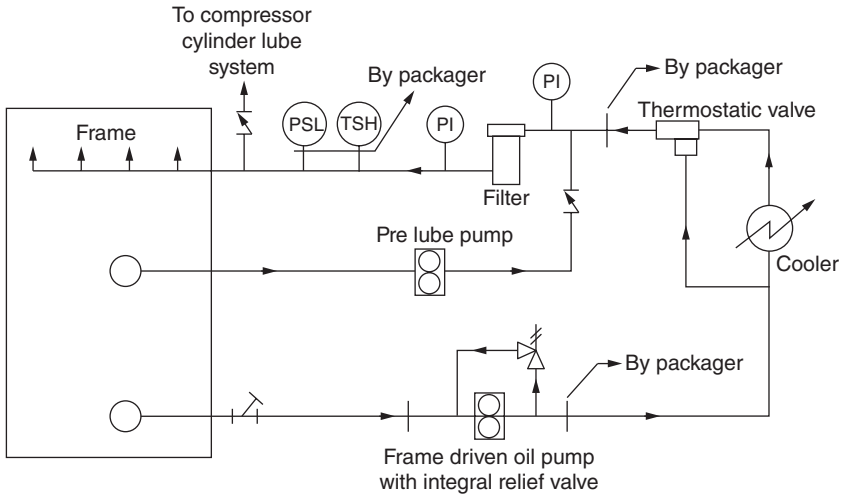 To compressor
cylinder lube
system
By packager
By packager
PI
Thermostatic valve
Frame
PSL
TSH
PI
Filter
Pre lube pump
Cooler
By packager
Frame driven oil pump
with integral relief valve